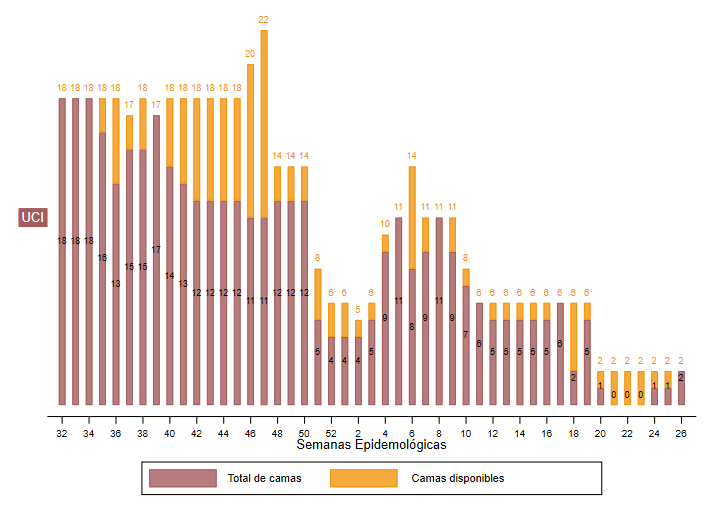 18 18 18 18 18 17 18 17 18 18 18 18 18 18 20 22 14 14 14 8 6 6 5 6 10 11 14 11 11 11 8 6 6 6 6 6 6 6 6 6 2 2 2 2 2 2 2
UCI
18 18 18 16 13 15 15 17 14 13 12 12 12 12 11 11 12 12 12 5 4 4 4 5 9 11 8 9 11 9 7 6 5 5 5 5 5 6 2 5 1 0 0 0 1 1 2
32 34 36 38 40 42 44 46 48 50 52 2 4 6 8 10 12 14 16 18 20 22 24 26
Semanas Epidemológicas
Total de camas Camas disponibles